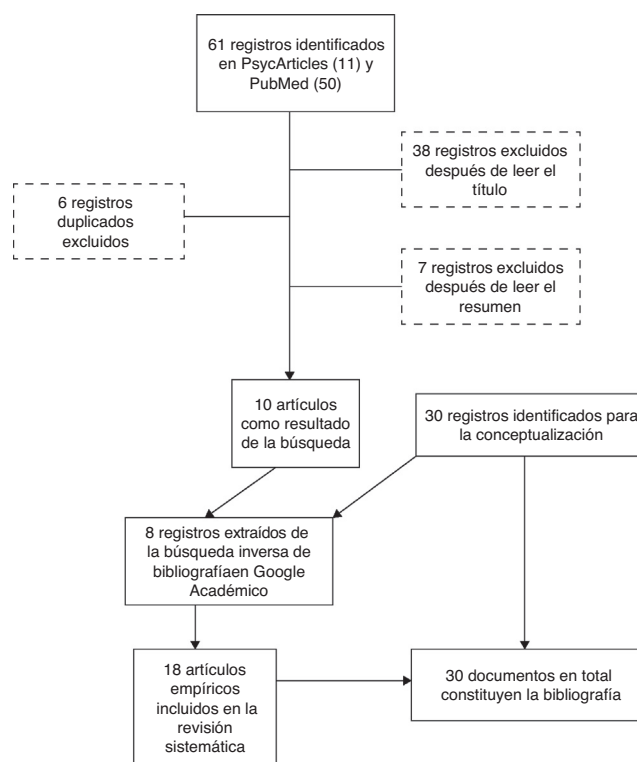 61 registros identificados
en PsycArticles (11) y
PubMed (50)
38 registros excluidos
después de leer el
título
6 registros
duplicados
excluidos
7 registros excluidos
después de leer el
resumen
10 artículos
como resultado
de la búsqueda
30 registros identificados para
la conceptualización
8 registros extraídos de
la búsqueda inversa de
bibliografíaen Google
Académico
18 artículos
empíricos
incluidos en la
revisión
sistemática
30 documentos en total
constituyen la bibliografía